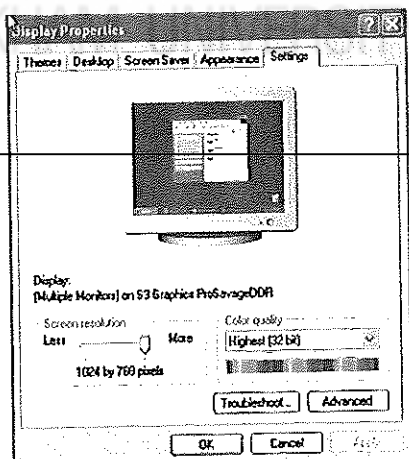 Display Properties
Themes Desktop Screen Saver Appearance Settings
Display:
(Multiple Monitors) on S3 Graphics ProSavageDDR
Screen resolution
Less More
1024 by 768 pixels
Color quality
Highest (32 bit)
Troubleshoot... Advanced
OK Cancel Apply